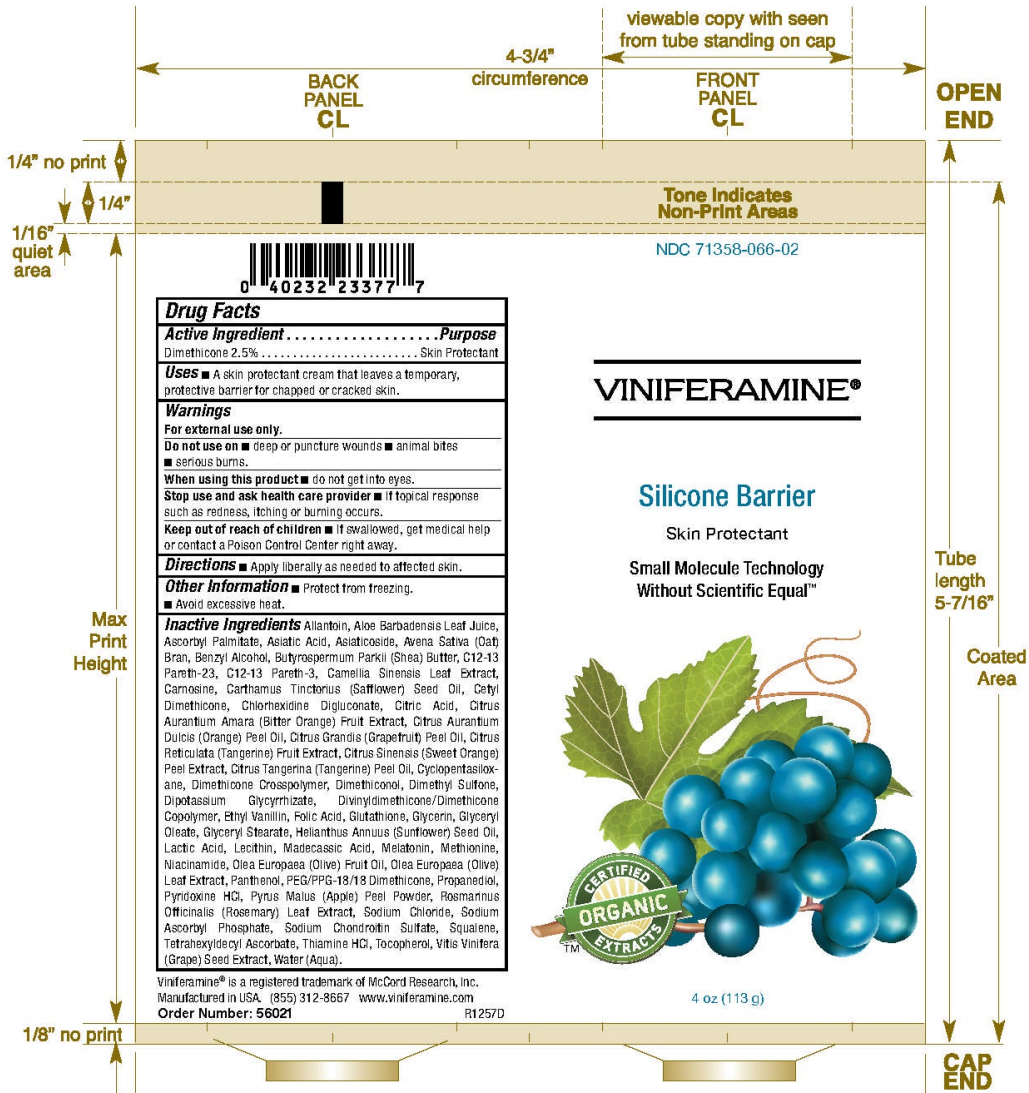 viewable copy with seen
from tube standing on cap
4-3/4”
circumference
BACK
PANEL
CL
FRONT
PANEL
CL
OPEN
END
1/4” no print
1/4”
1/16”
quiet
area
Tone Indicates
Non-Print Areas
NDC 71358-066-02
0 40232 23377 7
Drug Facts
Active Ingredient . . . . . . . . . . . . . . . . . . . Purpose
Dimethicone 2.5% . . . . . . . . . . . . . . . . . . . . . . . . . Skin Protectant
Uses ■ A skin protectant cream that leaves a temporary,
protective barrier for chapped or cracked skin.
Warnings
For external use only.
Do not use on ■ deep or puncture wounds ■ animal bites
■ serious burns.
When using this product ■ do not get into eyes.
Stop use and ask health care provider ■ If topical response
such as redness, itching or burning occurs.
Keep out of reach of children ■ If swallowed, get medical help
or contact a Poison Control Center right away.
Directions ■ Apply liberally as needed to affected skin.
Other Information ■ Protect from freezing.
■ Avoid excessive heat.
Inactive Ingredients Allantoin, Aloe Barbadensis Leaf Juice,
Ascorbyl Palmitate, Asiatic Acid, Asiaticoside, Avena Sativa (Oat)
Bran, Benzyl Alcohol, Butyrospermum Parkii (Shea) Butter, C12-13
Pareth-23, C12-13 Pareth-3, Camellia Sinensis Leaf Extract,
Carnosine, Carthamus Tinctorius (Safflower) Seed Oil, Cetyl
Dimethicone, Chlorhexidine Digluconate, Citric Acid, Citrus
Aurantium Amara (Bitter Orange) Fruit Extract, Citrus Aurantium
Dulcis (Orange) Peel Oil, Citrus Grandis (Grapefruit) Peel Oil, Citrus
Reticulata (Tangerine) Fruit Extract, Citrus Sinensis (Sweet Orange)
Peel Extract, Citrus Tangerina (Tangerine) Peel Oil, Cyclopentasilox-
ane, Dimethicone Crosspolymer, Dimethiconol, Dimethyl Sulfone,
Dipotassium Glycyrrhizate, Divinyldimethicone/Dimethicone
Copolymer, Ethyl Vanillin, Folic Acid, Glutathione, Glycerin, Glyceryl
Oleate, Glyceryl Stearate, Helianthus Annuus (Sunflower) Seed Oil,
Lactic Acid, Lecithin, Madecassic Acid, Melatonin, Methionine,
Niacinamide, Olea Europaea (Olive) Fruit Oil, Olea Europaea (Olive)
Leaf Extract, Panthenol, PEG/PPG-18/18 Dimethicone, Propanediol,
Pyridoxine HCl, Pyrus Malus (Apple) Peel Powder, Rosmarinus
Officinalis (Rosemary) Leaf Extract, Sodium Chloride, Sodium
Ascorbyl Phosphate, Sodium Chondroitin Sulfate, Squalene,
Tetrahexyldecyl Ascorbate, Thiamine HCl, Tocopherol, Vitis Vinifera
(Grape) Seed Extract, Water (Aqua).
Viniferamine® is a registered trademark of McCord Research, Inc.
Manufactured in USA. (855) 312-8667 www.viniferamine.com
Order Number: 56021 R1257D
VINIFERAMINE®
Silicone Barrier
Skin Protectant
Small Molecule Technology
Without Scientific Equal™
CERTIFIED
ORGANIC
EXTRACTS
TM
4 oz (113 g)
Max
Print
Height
Tube
length
5-7/16”
Coated
Area
1/8” no print
CAP
END